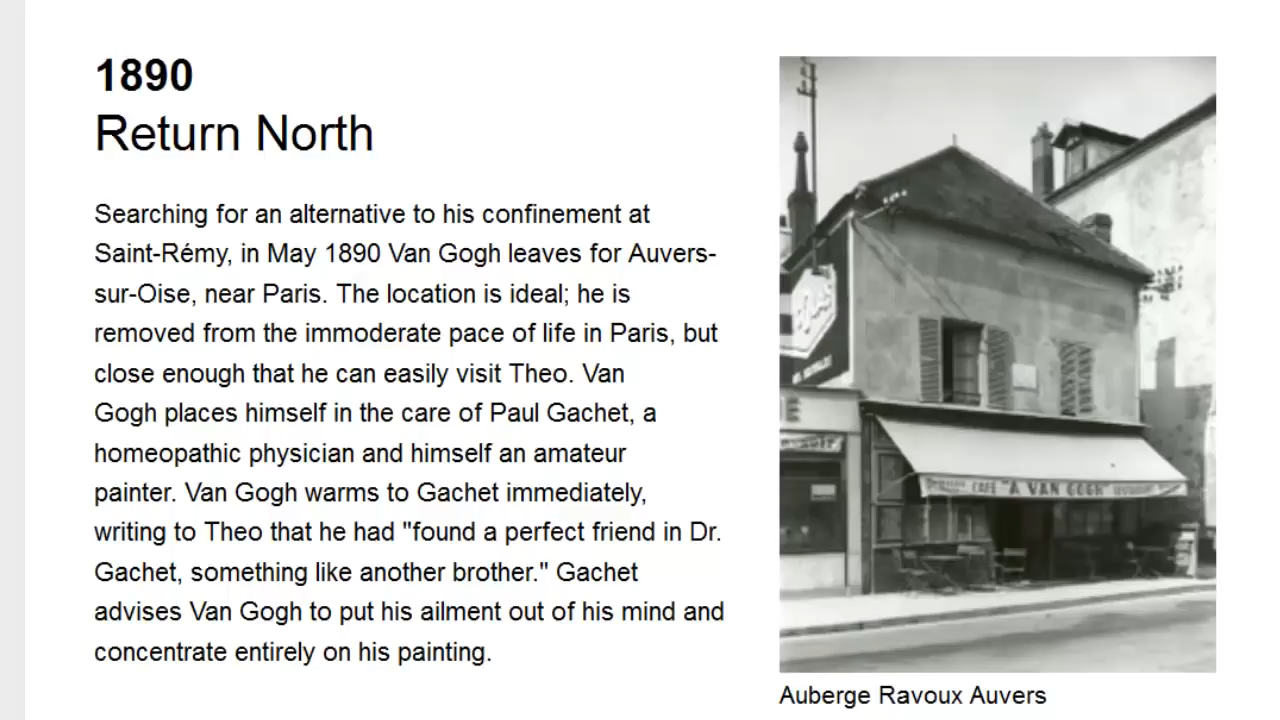 1890
Return North
Searching for an alternative to his confinement at
Saint-Rémy, in May 1890 Van Gogh leaves for Auvers-
sur-Oise, near Paris. The location is ideal; he is
removed from the immoderate pace of life in Paris, but
close enough that he can easily visit Theo. Van
Gogh places himself in the care of Paul Gachet, a
homeopathic physician and himself an amateur
painter. Van Gogh warms to Gachet immediately,
writing to Theo that he had "found a perfect friend in Dr.
Gachet, something like another brother." Gachet
advises Van Gogh to put his ailment out of his mind and
concentrate entirely on his painting.
CAFE "A VAN GOGH"
Auberge Ravoux Auvers